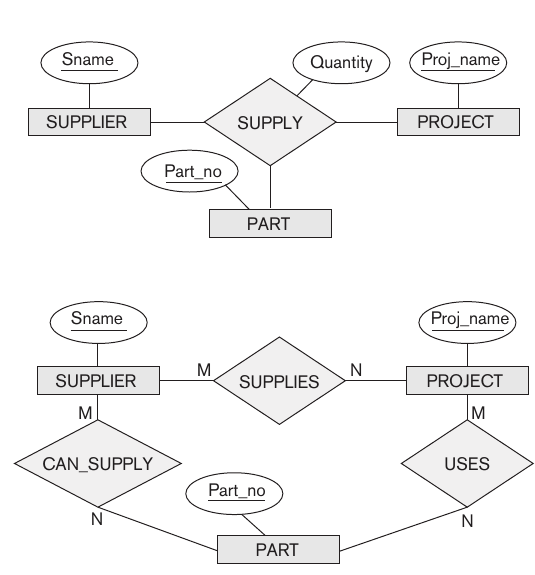 Sname
Quantity
Proj_name
SUPPLIER
SUPPLY
PROJECT
Part_no
PART
Sname
Proj_name
M
N
SUPPLIER
SUPPLIES
PROJECT
M
M
CAN_SUPPLY
USES
Part_no
N
N
PART